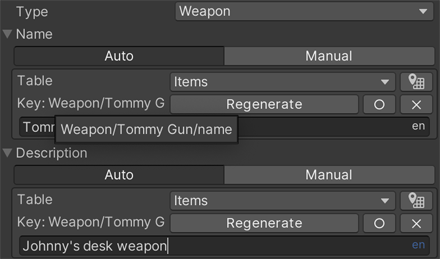 Type Weapon
Name
Auto Manual
Table Items
Key: Weapon/Tommy G Regenerate
Weapon/Tommy Gun/name en
Description
Auto Manual
Table Items
Key: Weapon/Tommy G Regenerate
Johnny's desk weapon en